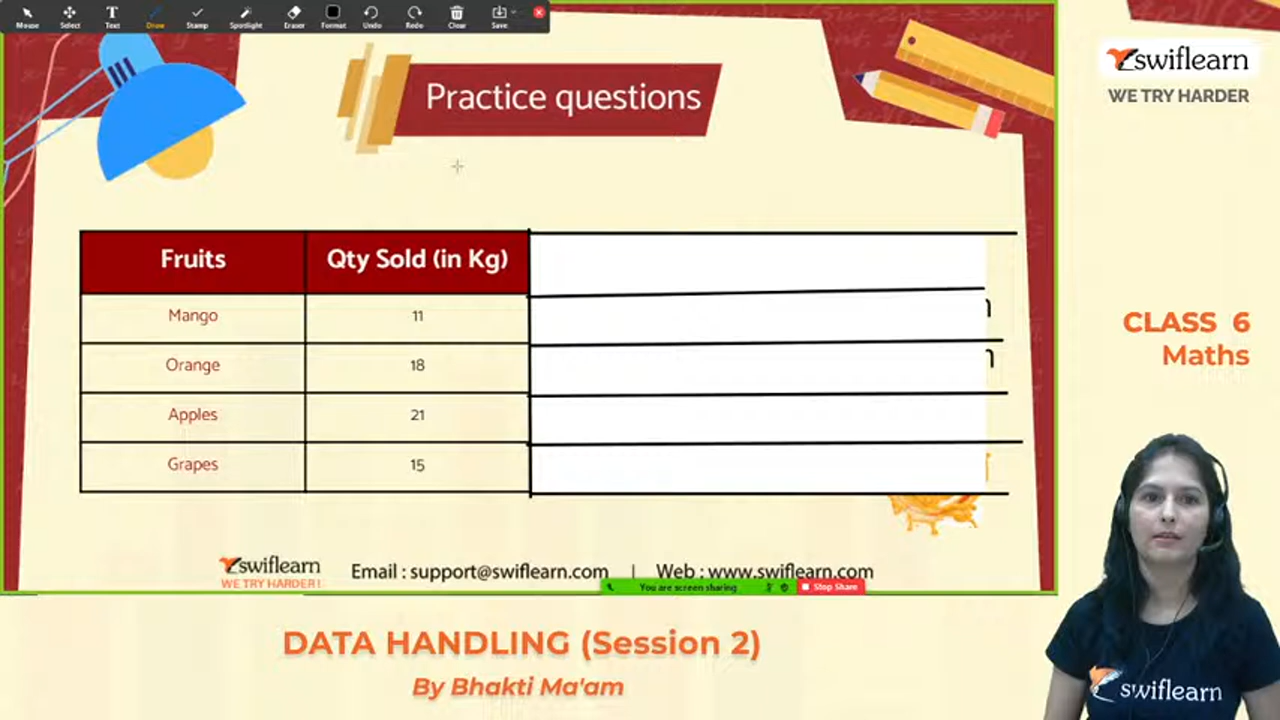 Mouse Select Text Draw Stamp Spotlight Eraser Format Undo Redo Clear Save
swiflearn
WE TRY HARDER
Practice questions
Fruits Qty Sold (in Kg)
Mango 11
Orange 18
Apples 21
Grapes 15
CLASS 6
Maths
swiflearn
WE TRY HARDER !
Email : support@swiflearn.com | Web : www.swiflearn.com
You are screen sharing Stop Share
DATA HANDLING (Session 2)
By Bhakti Ma'am
swiflearn